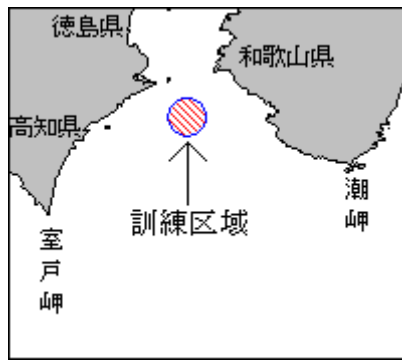 徳島県
和歌山県
高知県
訓練区域
潮岬
室戸岬